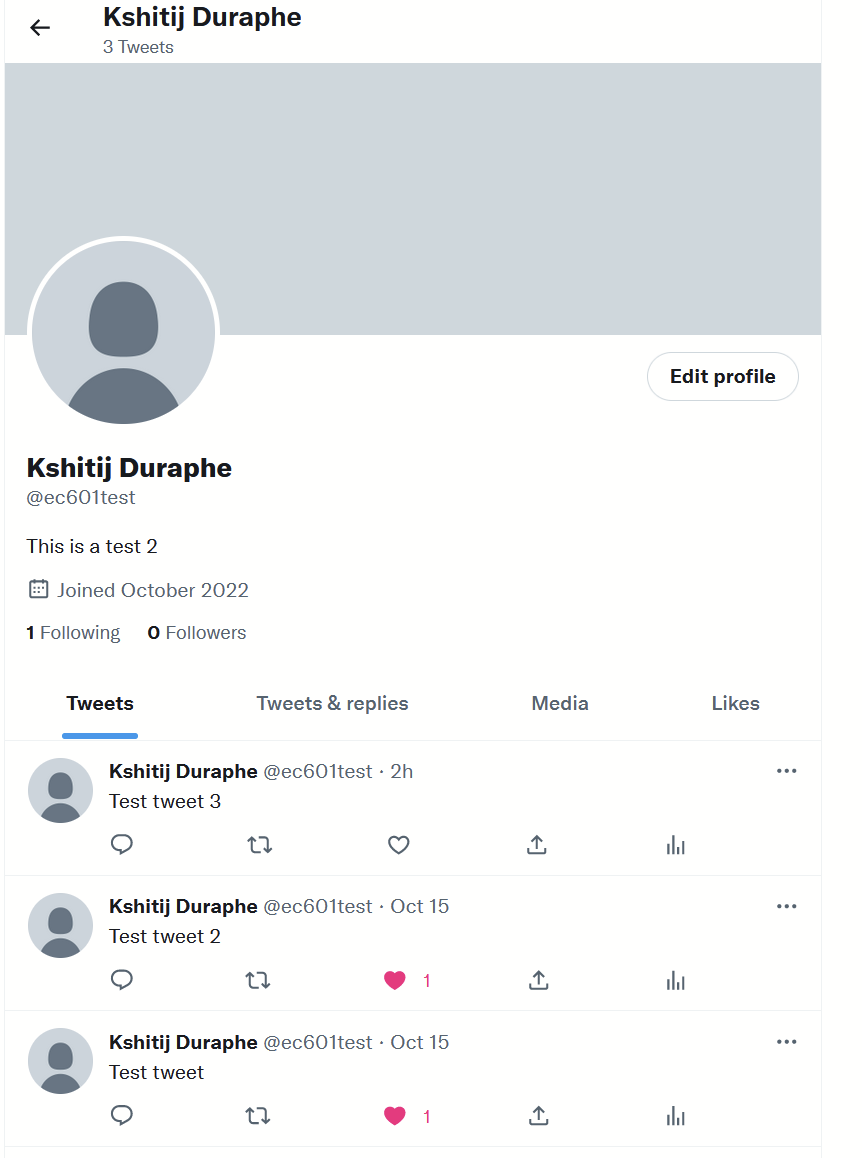 Kshitij Duraphe
3 Tweets
Edit profile
Kshitij Duraphe
@ec601test
This is a test 2
Joined October 2022
1 Following 0 Followers
Tweets Tweets & replies Media Likes
Kshitij Duraphe @ec601test · 2h
Test tweet 3
Kshitij Duraphe @ec601test · Oct 15
Test tweet 2
1
Kshitij Duraphe @ec601test · Oct 15
Test tweet
1